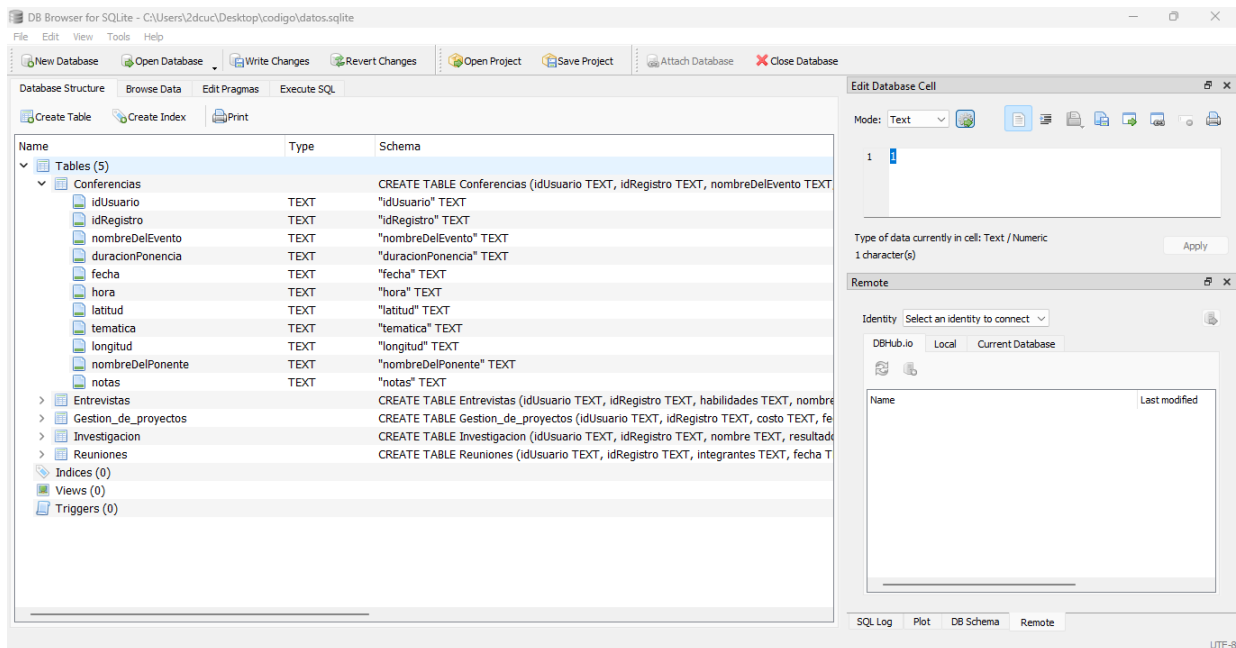 DB Browser for SQLite - C:\Users\2dcuc\Desktop\codigo\datos.sqlite
File Edit View Tools Help
New Database Open Database Write Changes Revert Changes Open Project Save Project Attach Database Close Database
Database Structure Browse Data Edit Pragmas Execute SQL
Create Table Create Index Print
Name Type Schema
Tables (5)
Conferencias CREATE TABLE Conferencias (idUsuario TEXT, idRegistro TEXT, nombreDelEvento TEXT,
idUsuario TEXT "idUsuario" TEXT
idRegistro TEXT "idRegistro" TEXT
nombreDelEvento TEXT "nombreDelEvento" TEXT
duracionPonencia TEXT "duracionPonencia" TEXT
fecha TEXT "fecha" TEXT
hora TEXT "hora" TEXT
latitud TEXT "latitud" TEXT
tematica TEXT "tematica" TEXT
longitud TEXT "longitud" TEXT
nombreDelPonente TEXT "nombreDelPonente" TEXT
notas TEXT "notas" TEXT
Entrevistas CREATE TABLE Entrevistas (idUsuario TEXT, idRegistro TEXT, habilidades TEXT, nombre
Gestion_de_proyectos CREATE TABLE Gestion_de_proyectos (idUsuario TEXT, idRegistro TEXT, costo TEXT, fe
Investigacion CREATE TABLE Investigacion (idUsuario TEXT, idRegistro TEXT, nombre TEXT, resultado
Reuniones CREATE TABLE Reuniones (idUsuario TEXT, idRegistro TEXT, integrantes TEXT, fecha T
Indices (0)
Views (0)
Triggers (0)
Edit Database Cell
Mode: Text
1 1
Type of data currently in cell: Text / Numeric
1 character(s)
Apply
Remote
Identity Select an identity to connect
DBHub.io Local Current Database
Name Last modified
SQL Log Plot DB Schema Remote
UTF-8